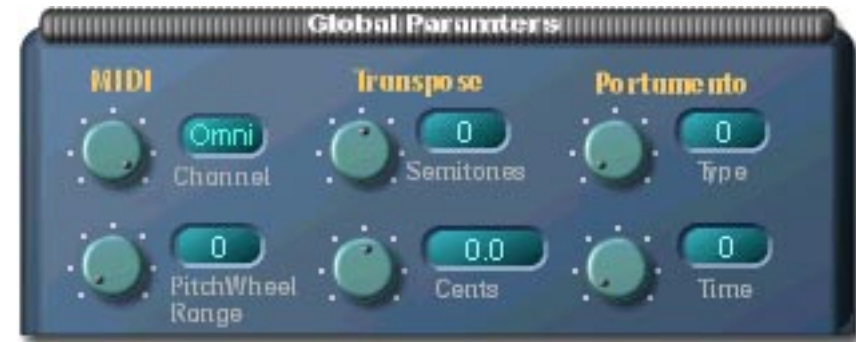 Global Paramters
MIDI
Transpose
Portamento
Omni
Channel
0
Semitones
0
Type
0
PitchWheel
Range
0.0
Cents
0
Time